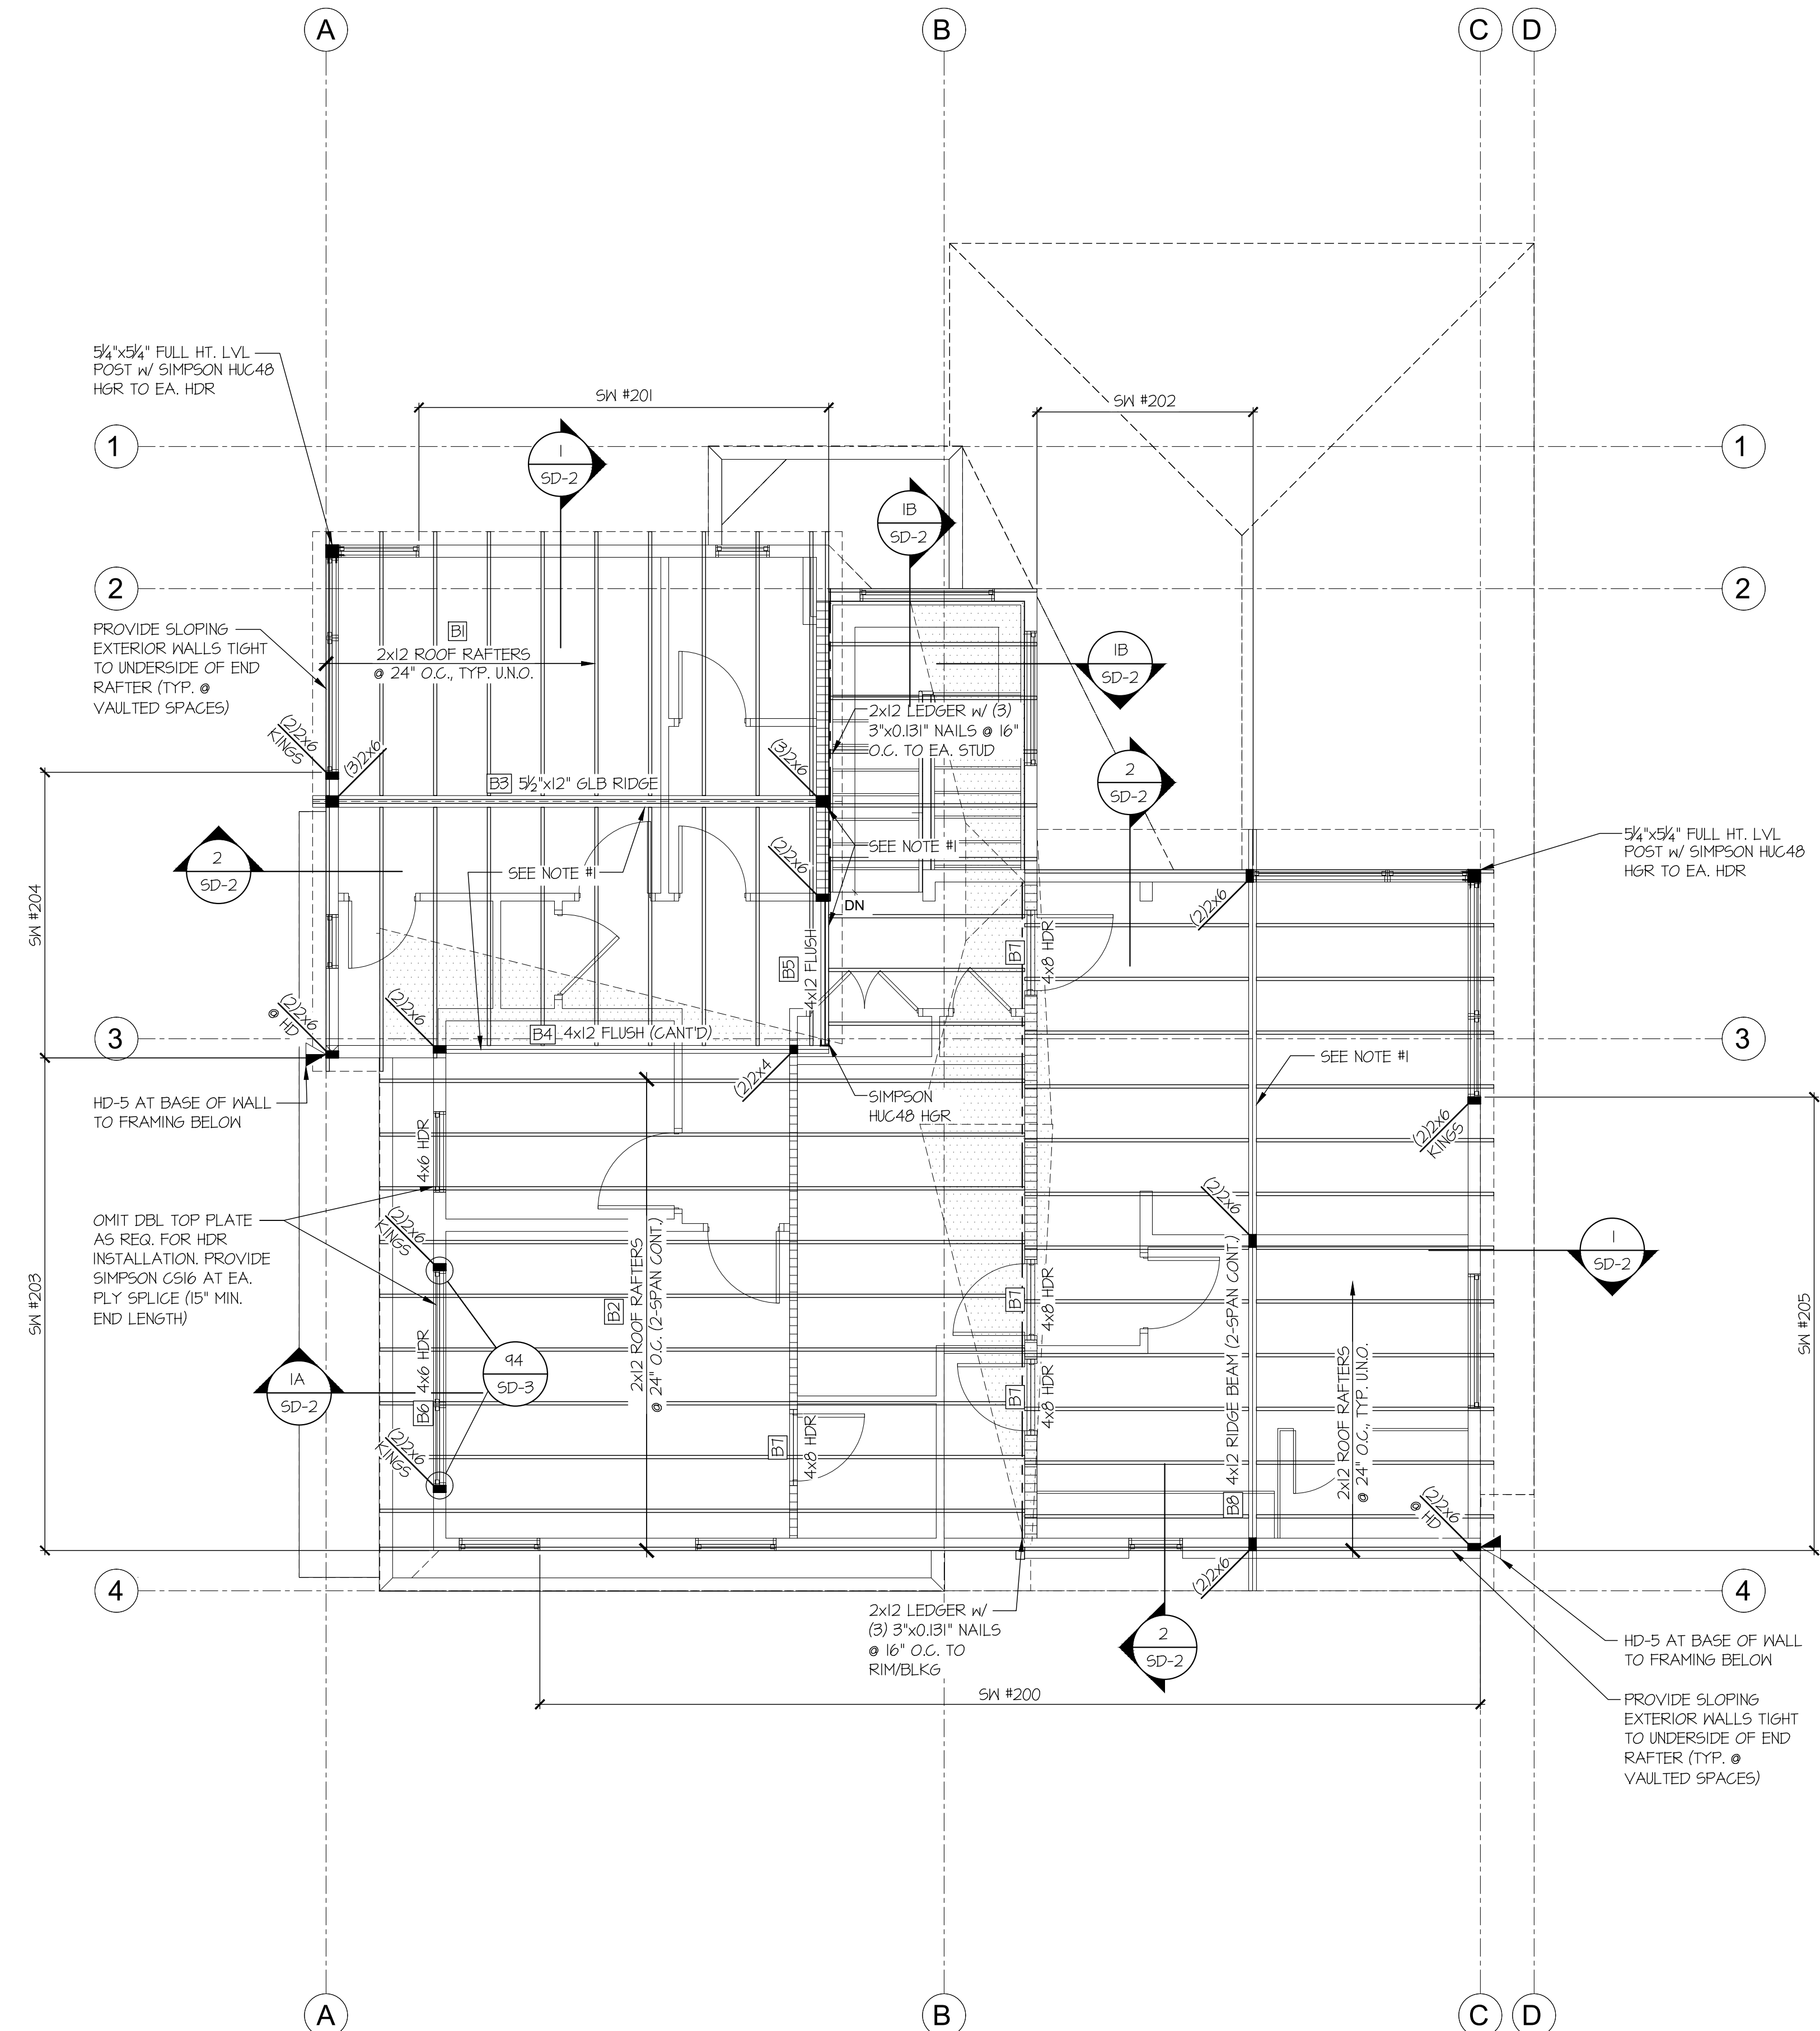 A
B
C
D
5¼"x5¼" FULL HT. LVL
POST w/ SIMPSON HUC48
HGR TO EA. HDR
SW #201
SW #202
1
1
1
SD-2
1B
SD-2
2
2
PROVIDE SLOPING
EXTERIOR WALLS TIGHT
TO UNDERSIDE OF END
RAFTER (TYP. @
VAULTED SPACES)
B1
2x12 ROOF RAFTERS
@ 24" O.C., TYP. U.N.O.
1B
SD-2
2x12 LEDGER w/ (3)
3"x0.131" NAILS @ 16"
O.C. TO EA. STUD
(2)2x6
KINGS
(3)2x6
(3)2x6
B3 5½"x12" GLB RIDGE
2
SD-2
5¼"x5¼" FULL HT. LVL
POST w/ SIMPSON HUC48
HGR TO EA. HDR
2
SD-2
SEE NOTE #1
SEE NOTE #1
(2)2x6
DN
(2)2x6
SW #204
B5
4x12 FLUSH
B7
4x8 HDR
(2)2x6
@ HD
(2)2x6
B4 4x12 FLUSH (CANT'D)
3
3
SEE NOTE #1
(2)2x4
SIMPSON
HUC48 HGR
HD-5 AT BASE OF WALL
TO FRAMING BELOW
4x6 HDR
(2)2x6
KINGS
OMIT DBL TOP PLATE
AS REQ. FOR HDR
INSTALLATION. PROVIDE
SIMPSON CS16 AT EA.
PLY SPLICE (15" MIN.
END LENGTH)
(2)2x6
KINGS
(2)2x6
1
SD-2
SW #203
B2
2x12 ROOF RAFTERS
@ 24" O.C. (2-SPAN CONT.)
B7
4x8 HDR
SW #205
94
SD-3
1A
SD-2
B6
4x6 HDR
B7
4x8 HDR
B8
4x12 RIDGE BEAM (2-SPAN CONT.)
2x12 ROOF RAFTERS
@ 24" O.C., TYP. U.N.O.
(2)2x6
KINGS
B7
4x8 HDR
(2)2x6
@ HD
(2)2x6
4
4
2x12 LEDGER w/
(3) 3"x0.131" NAILS
@ 16" O.C. TO
RIM/BLKG
2
SD-2
HD-5 AT BASE OF WALL
TO FRAMING BELOW
SW #200
PROVIDE SLOPING
EXTERIOR WALLS TIGHT
TO UNDERSIDE OF END
RAFTER (TYP. @
VAULTED SPACES)
A
B
C
D